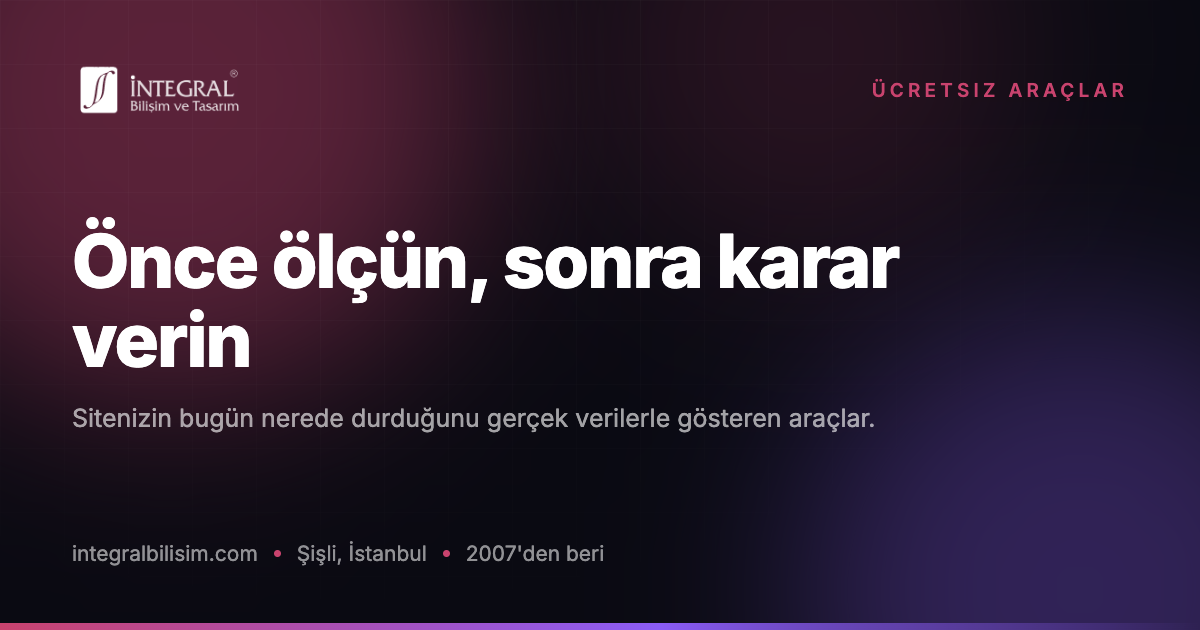 İNTEGRAL®
Bilişim ve Tasarım
ÜCRETSIZ ARAÇLAR
Önce ölçün, sonra karar
verin
Sitenizin bugün nerede durduğunu gerçek verilerle gösteren araçlar.
integralbilisim.com • Şişli, İstanbul • 2007'den beri